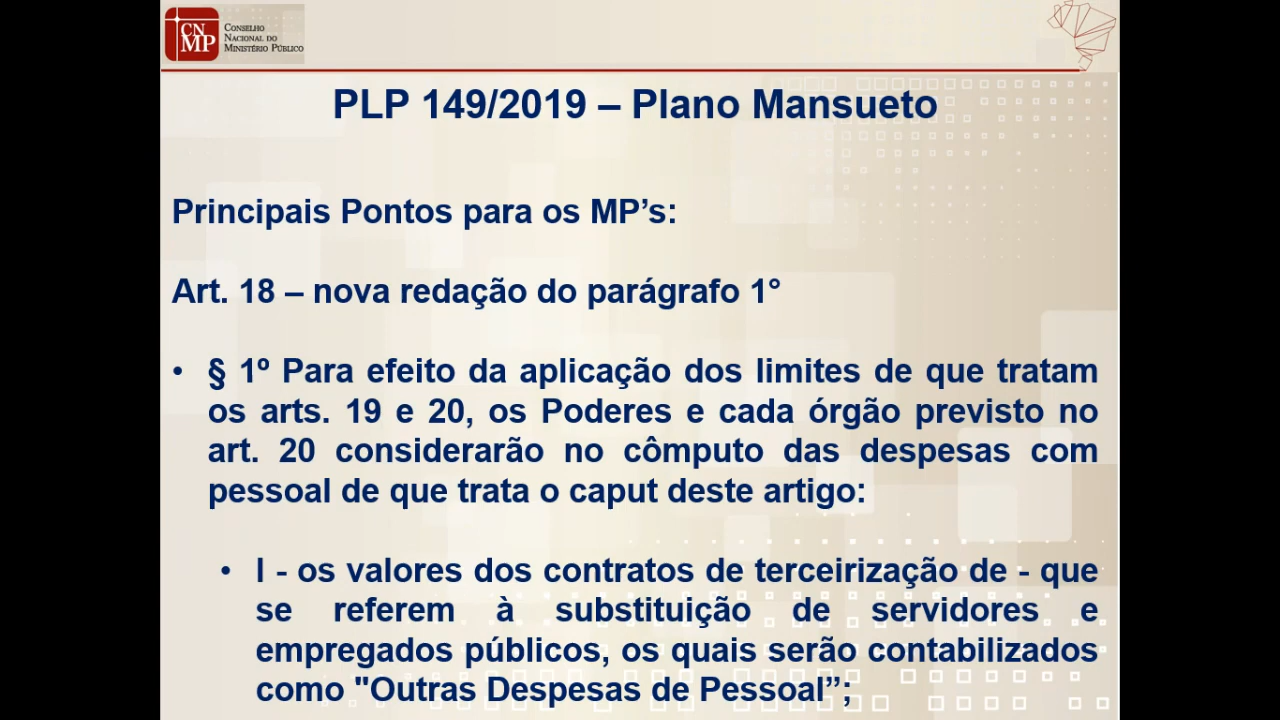 CN
MP
Conselho
Nacional do
Ministério Público
PLP 149/2019 – Plano Mansueto
Principais Pontos para os MP’s:
Art. 18 – nova redação do parágrafo 1°
• § 1º Para efeito da aplicação dos limites de que tratam
os arts. 19 e 20, os Poderes e cada órgão previsto no
art. 20 considerarão no cômputo das despesas com
pessoal de que trata o caput deste artigo:
• I - os valores dos contratos de terceirização de - que
se referem à substituição de servidores e
empregados públicos, os quais serão contabilizados
como "Outras Despesas de Pessoal”;